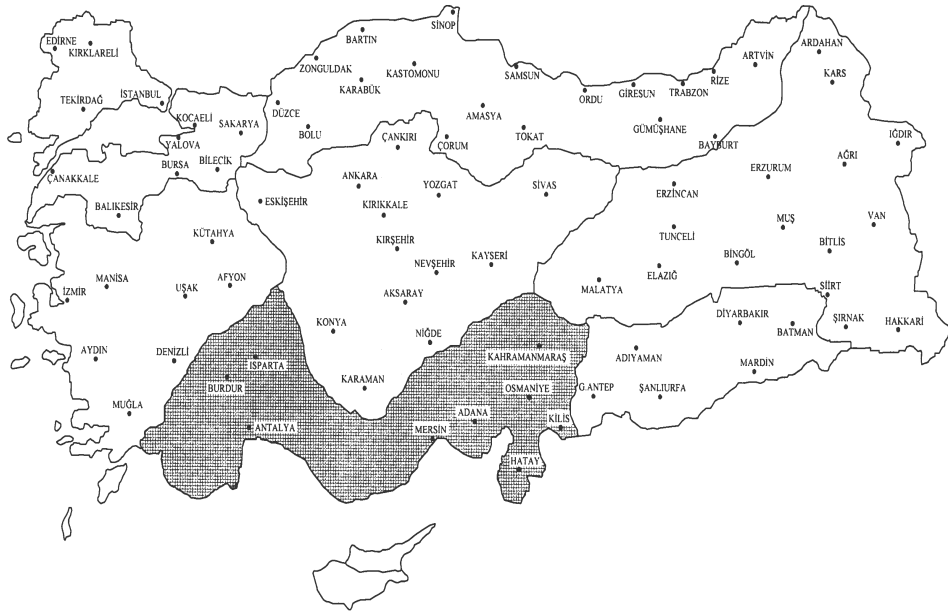 SİNOP
BARTIN
EDİRNE
KIRKLARELİ
ARTVİN
ARDAHAN
ZONGULDAK
KASTOMONU
SAMSUN
RİZE
KARABÜK
KARS
TEKİRDAĞ
İSTANBUL
ORDU
GİRESUN
TRABZON
DÜZCE
KOCAELİ
SAKARYA
BOLU
AMASYA
TOKAT
GÜMÜŞHANE
YALOVA
ÇANKIRI
ÇORUM
BAYBURT
IĞDIR
BURSA
BİLECİK
ÇANAKKALE
ANKARA
YOZGAT
SİVAS
ERZİNCAN
ERZURUM
AĞRI
BALIKESİR
ESKİŞEHİR
KIRIKKALE
KÜTAHYA
KIRŞEHİR
TUNCELİ
MUŞ
VAN
NEVŞEHİR
KAYSERİ
ELAZIĞ
BİNGÖL
BİTLİS
İZMİR
MANİSA
UŞAK
AFYON
AKSARAY
MALATYA
SİİRT
KONYA
NİĞDE
DİYARBAKIR
BATMAN
ŞIRNAK
HAKKARİ
AYDIN
DENİZLİ
ISPARTA
KAHRAMANMARAŞ
ADIYAMAN
MARDİN
BURDUR
KARAMAN
OSMANİYE
G.ANTEP
ŞANLIURFA
MUĞLA
ANTALYA
MERSİN
ADANA
KİLİS
HATAY